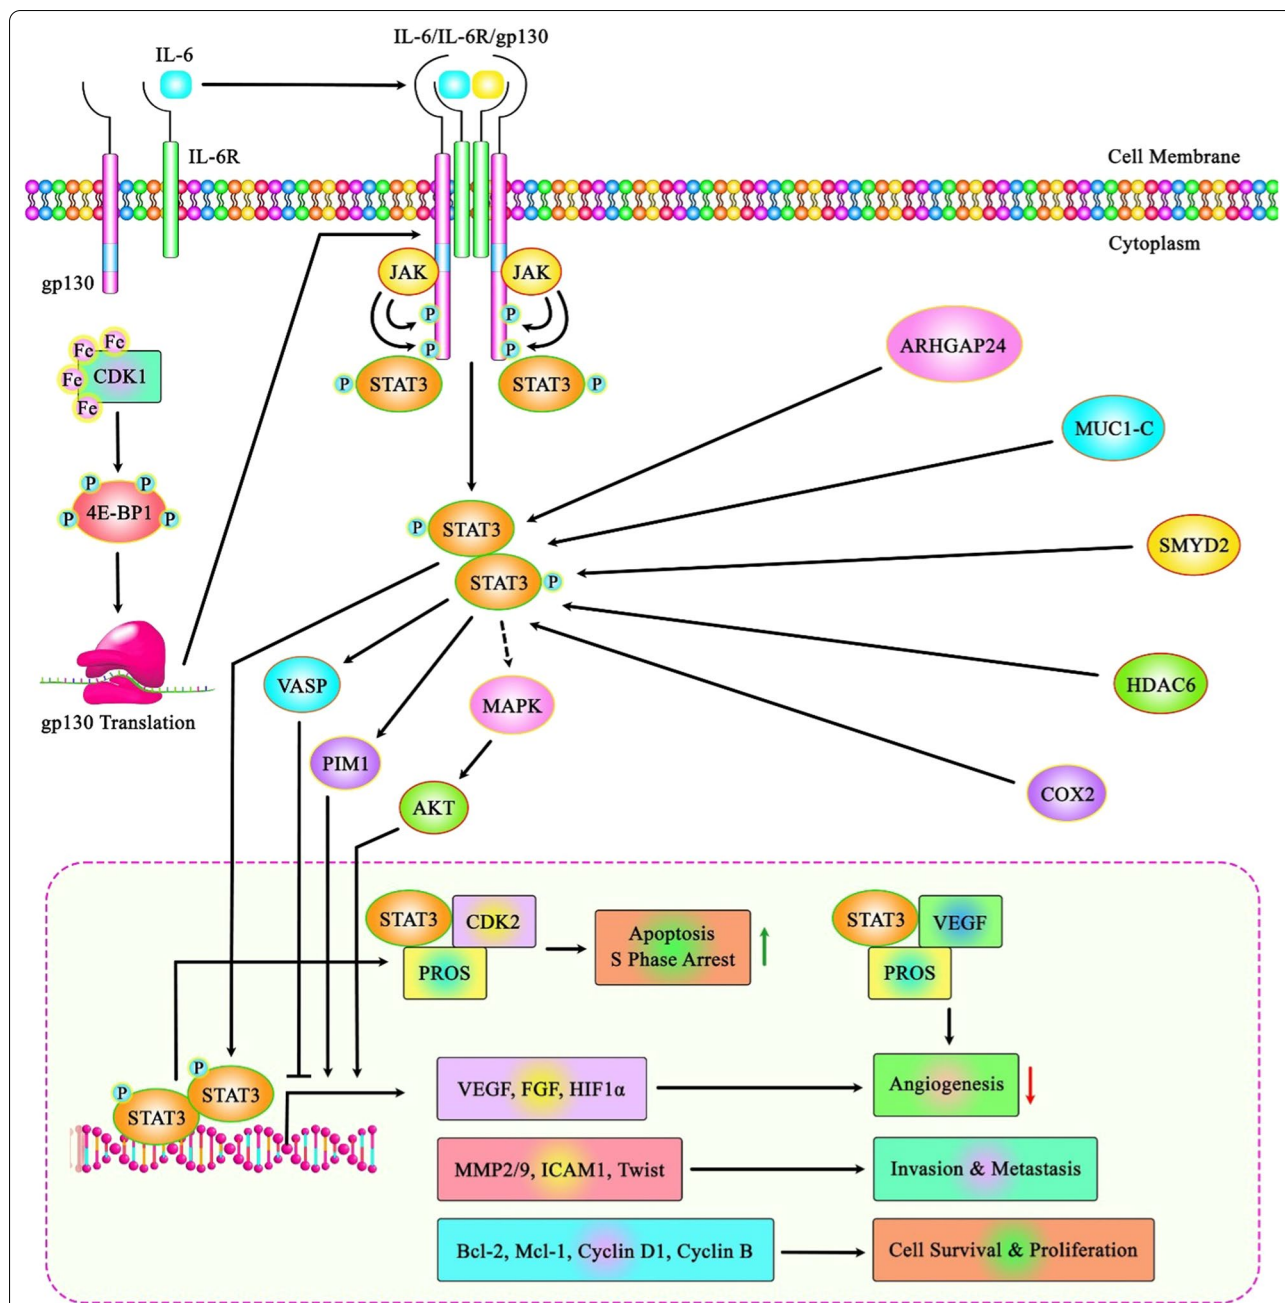 IL-6/IL-6R/gp130
IL-6
IL-6R
Cell Membrane
Cytoplasm
gp130
JAK
JAK
P
P
P
P
Fe
Fe
Fe
Fe
CDK1
P
STAT3
STAT3
P
ARHGAP24
MUC1-C
P
P
P
P
4E-BP1
P
STAT3
STAT3
P
SMYD2
gp130 Translation
VASP
MAPK
HDAC6
PIM1
AKT
COX2
STAT3
CDK2
PROS
Apoptosis
S Phase Arrest
STAT3
VEGF
PROS
P
STAT3
P
STAT3
VEGF, FGF, HIF1α
Angiogenesis
MMP2/9, ICAM1, Twist
Invasion & Metastasis
Bcl-2, Mcl-1, Cyclin D1, Cyclin B
Cell Survival & Proliferation